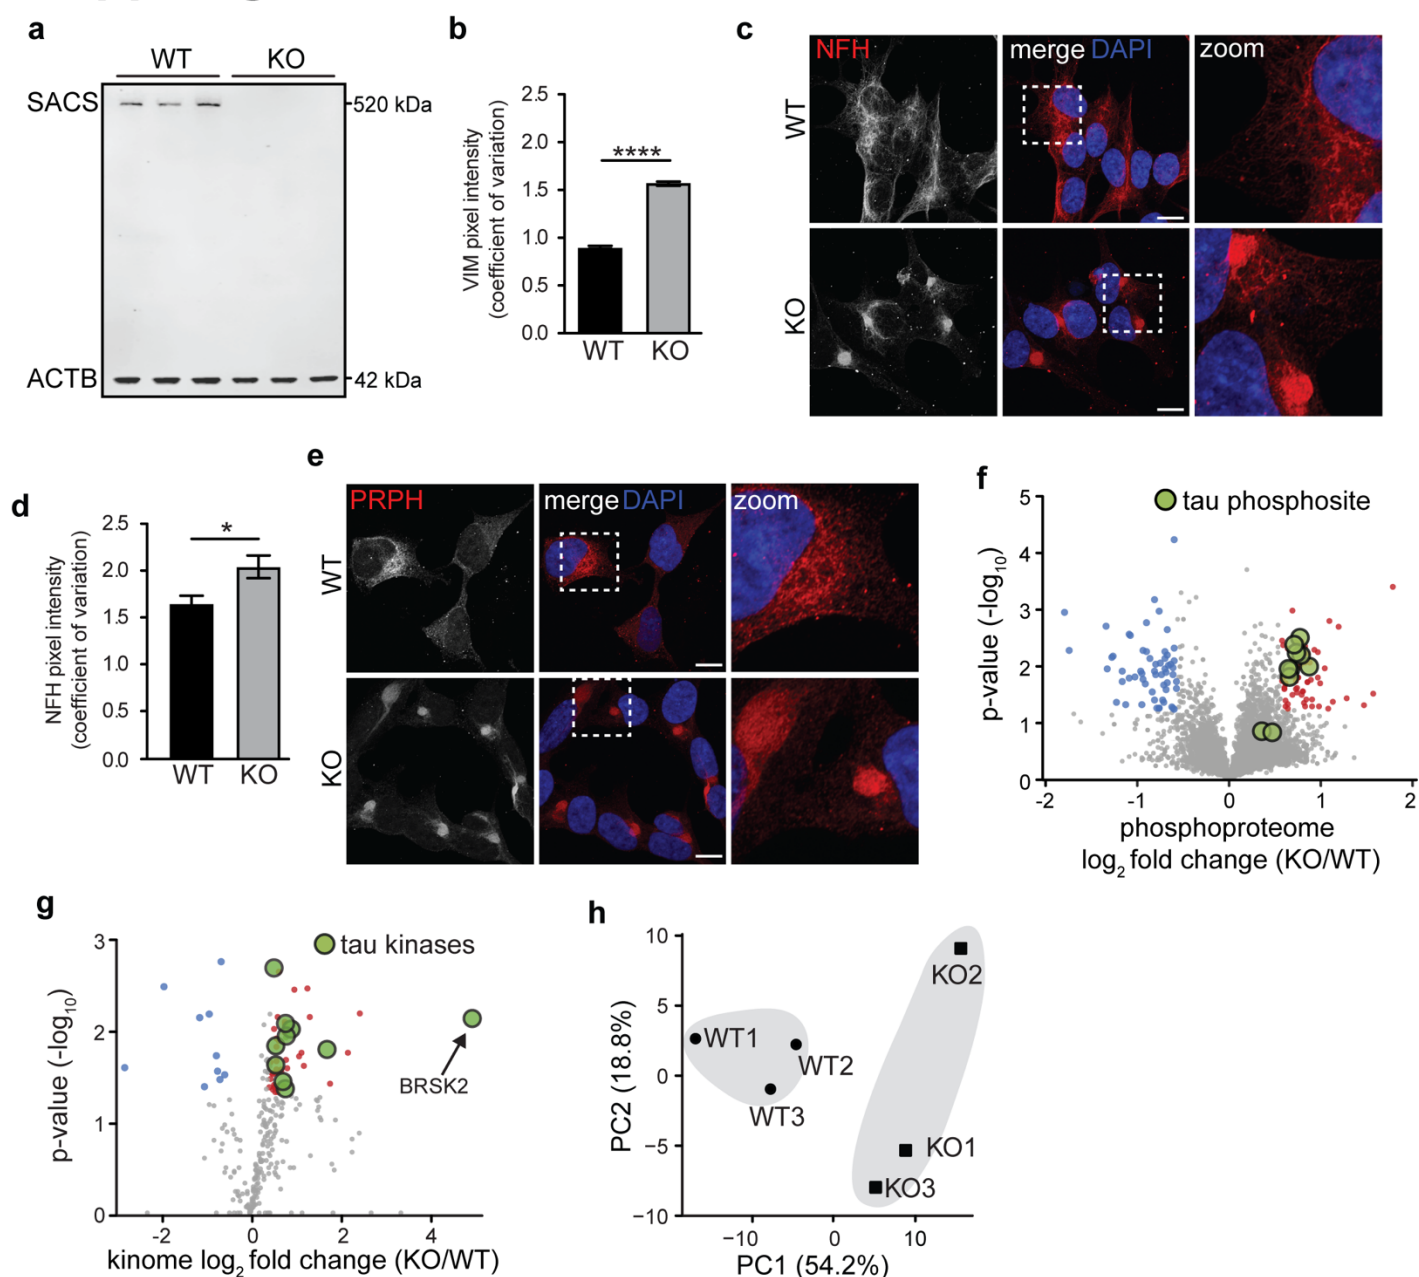 a
WT KO
SACS
520 kDa
ACTB
42 kDa
b
VIM pixel intensity
(coefficient of variation)
2.5
2.0
1.5
1.0
0.5
0.0
****
WT KO
c
NFH
merge DAPI
zoom
WT
KO
d
NFH pixel intensity
(coefficient of variation)
2.5
2.0
1.5
1.0
0.5
0.0
*
WT KO
e
PRPH
merge DAPI
zoom
WT
KO
f
tau phosphosite
p-value (-log10)
5
4
3
2
1
0
-2 -1 0 1 2
phosphoproteome
log2 fold change (KO/WT)
g
tau kinases
BRSK2
p-value (-log10)
3
2
1
0
-2 0 2 4
kinome log2 fold change (KO/WT)
h
PC2 (18.8%)
10
5
0
−5
−10
WT1
WT2
WT3
KO2
KO1
KO3
−10 0 10
PC1 (54.2%)